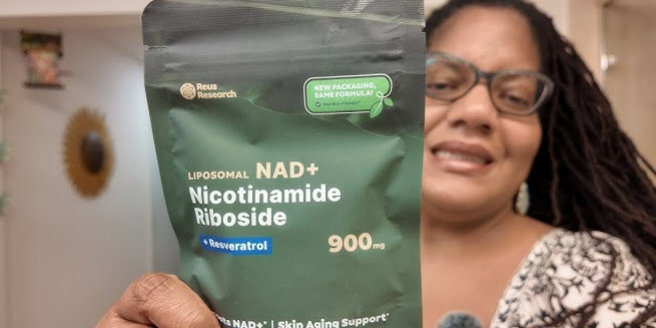 Reus
Research
NEW PACKAGING,
SAME FORMULA!
LIPOSOMAL NAD+
Nicotinamide
Riboside
+ Resveratrol
900mg
NAD+* | Skin Aging Support*